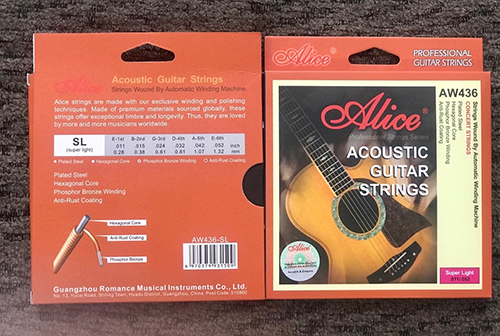 Alice
Acoustic Guitar Strings
Strings Wound By Automatic Winding Machine
Alice strings are made with our exclusive winding and polishing
techniques. Made of premium materials sourced globally, these
strings offer exceptional timbre and longevity. Thus, they are loved
by more and more musicians worldwide.
SL
(super light)
E-1st B-2nd G-3rd D-4th A-5th E-6th
.011 .015 .024 .032 .042 .052 Inch
0.28 0.38 0.61 0.81 1.07 1.32 mm
Plated Steel Hexagonal Core Phosphor Bronze Winding Anti-Rust Coating
Plated Steel
Hexagonal Core
Phosphor Bronze Winding
Anti-Rust Coating
Hexagonal Core
Anti-Rust Coating
Phosphor Bronze
AW436-SL
Guangzhou Romance Musical Instruments Co., Ltd.
Alice
PROFESSIONAL
GUITAR STRINGS
AW436
CONCERT STRINGS
Strings Wound By Automatic Winding Machine
Plated Steel
Hexagonal Core
Phosphor Bronze Winding
Anti-Rust Coating
Alice
Professional Strings Series
ACOUSTIC
GUITAR
STRINGS
Super Light
.011-.052